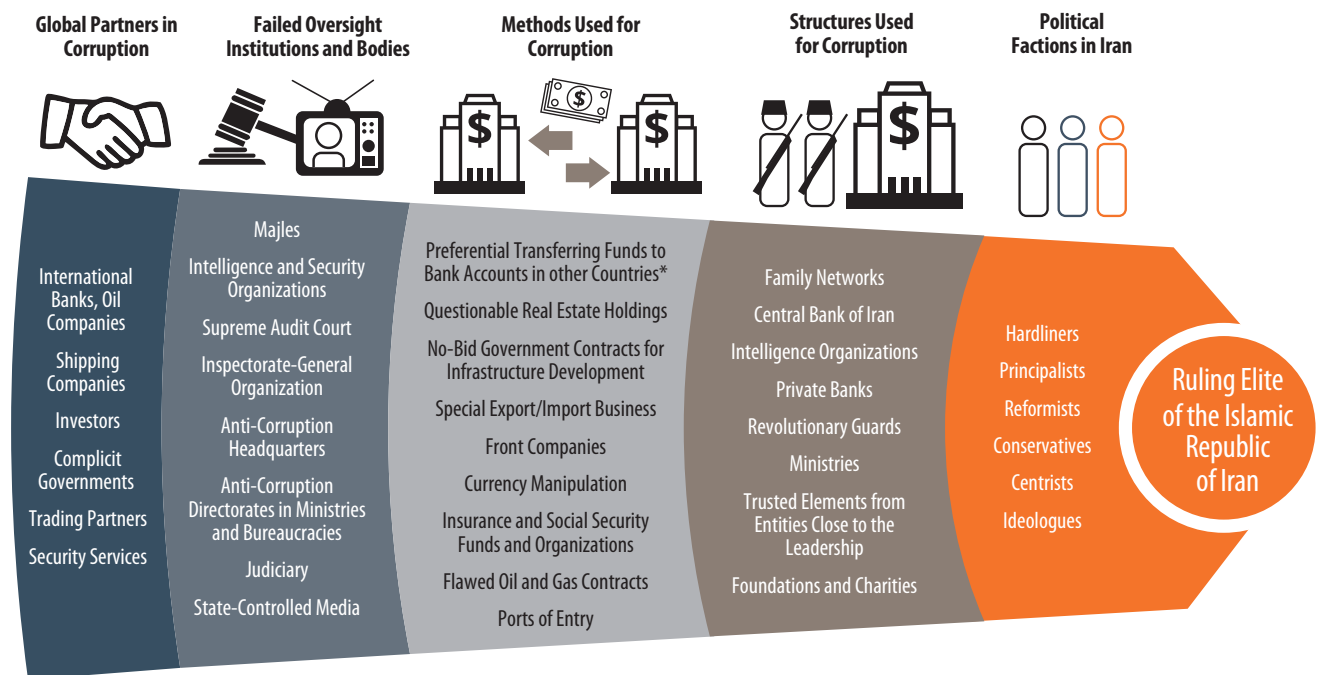 Global Partners in
Corruption
Failed Oversight
Institutions and Bodies
Methods Used for
Corruption
Structures Used
for Corruption
Political
Factions in Iran
$
$
$
$
International
Banks, Oil
Companies
Shipping
Companies
Investors
Complicit
Governments
Trading Partners
Security Services
Majles
Intelligence and Security
Organizations
Supreme Audit Court
Inspectorate-General
Organization
Anti-Corruption
Headquarters
Anti-Corruption
Directorates in Ministries
and Bureaucracies
Judiciary
State-Controlled Media
Preferential Transferring Funds to
Bank Accounts in other Countries*
Questionable Real Estate Holdings
No-Bid Government Contracts for
Infrastructure Development
Special Export/Import Business
Front Companies
Currency Manipulation
Insurance and Social Security
Funds and Organizations
Flawed Oil and Gas Contracts
Ports of Entry
Family Networks
Central Bank of Iran
Intelligence Organizations
Private Banks
Revolutionary Guards
Ministries
Trusted Elements from
Entities Close to the
Leadership
Foundations and Charities
Hardliners
Principalists
Reformists
Conservatives
Centrists
Ideologues
Ruling Elite
of the Islamic
Republic
of Iran